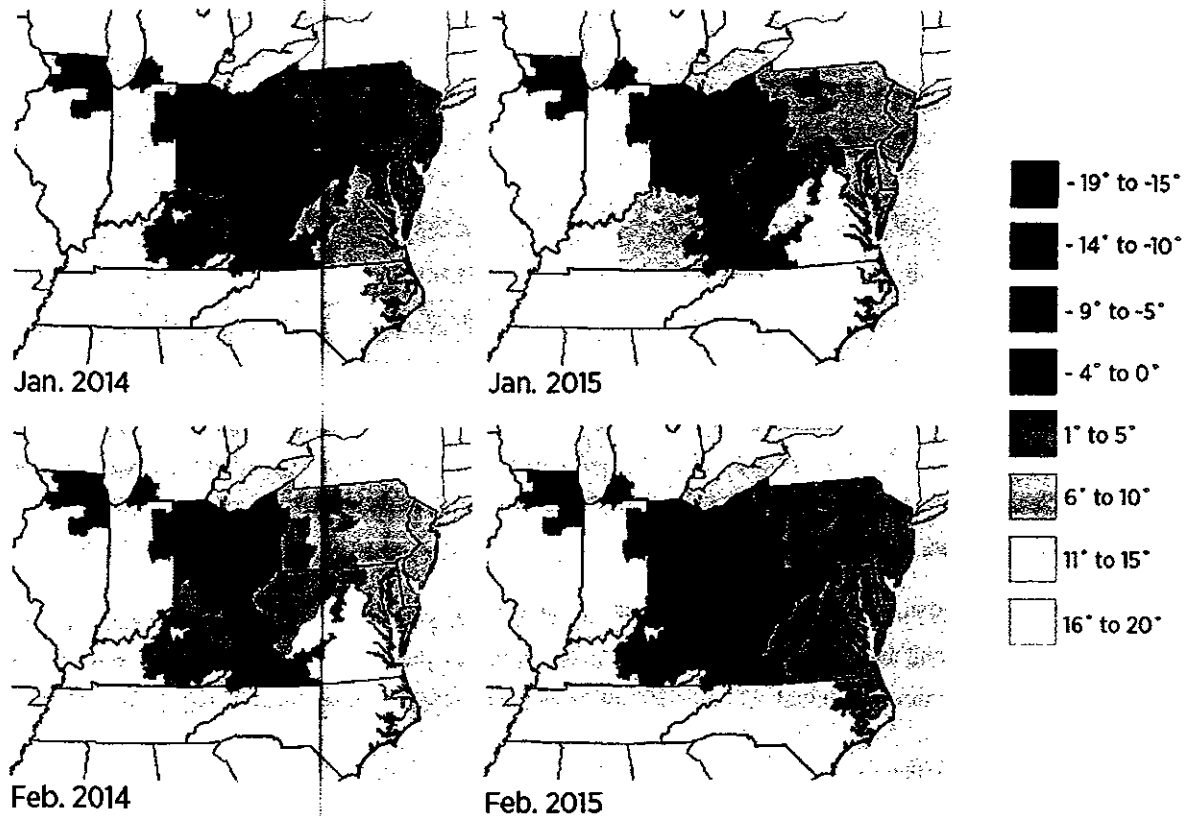 Jan. 2014
Jan. 2015
Feb. 2014
Feb. 2015
-19° to -15°
-14° to -10°
-9° to -5°
-4° to 0°
1° to 5°
6° to 10°
11° to 15°
16° to 20°